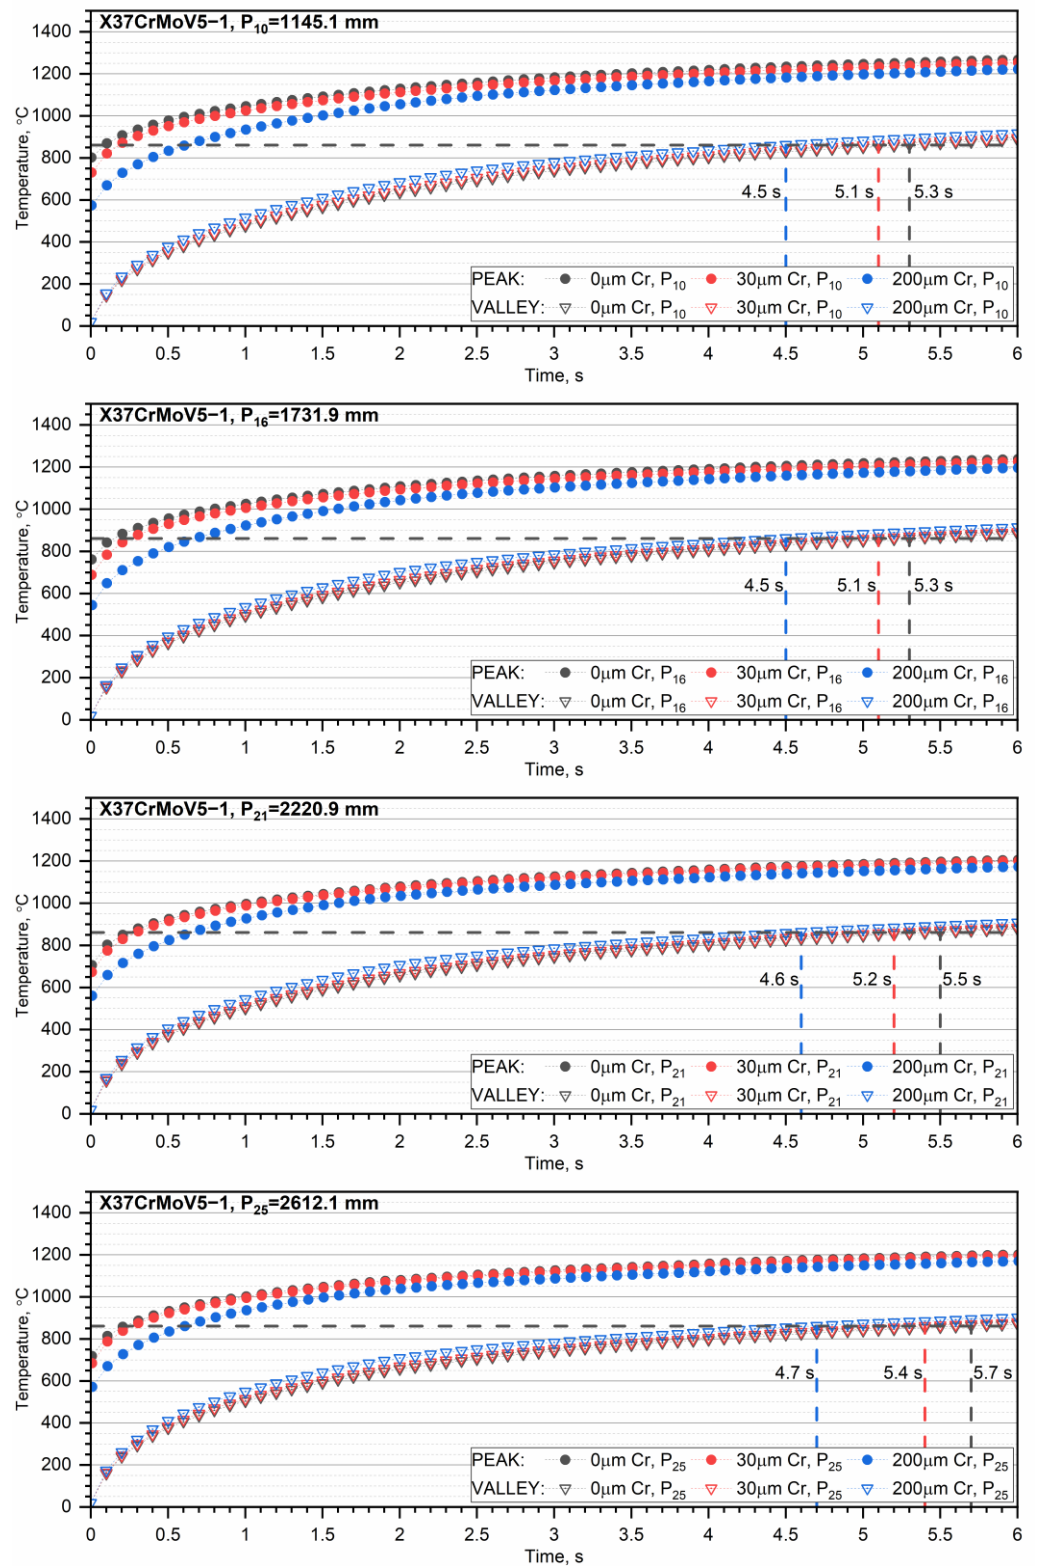 X37CrMoV5−1, P10=1145.1 mm
1400
1200
1000
800
600
400
200
0
Temperature, °C
4.5 s 5.1 s 5.3 s
PEAK: 0μm Cr, P10 30μm Cr, P10 200μm Cr, P10
VALLEY: 0μm Cr, P10 30μm Cr, P10 200μm Cr, P10
0 0.5 1 1.5 2 2.5 3 3.5 4 4.5 5 5.5 6
Time, s
X37CrMoV5−1, P16=1731.9 mm
1400
1200
1000
800
600
400
200
0
Temperature, °C
4.5 s 5.1 s 5.3 s
PEAK: 0μm Cr, P16 30μm Cr, P16 200μm Cr, P16
VALLEY: 0μm Cr, P16 30μm Cr, P16 200μm Cr, P16
0 0.5 1 1.5 2 2.5 3 3.5 4 4.5 5 5.5 6
Time, s
X37CrMoV5−1, P21=2220.9 mm
1400
1200
1000
800
600
400
200
0
Temperature, °C
4.6 s 5.2 s 5.5 s
PEAK: 0μm Cr, P21 30μm Cr, P21 200μm Cr, P21
VALLEY: 0μm Cr, P21 30μm Cr, P21 200μm Cr, P21
0 0.5 1 1.5 2 2.5 3 3.5 4 4.5 5 5.5 6
Time, s
X37CrMoV5−1, P25=2612.1 mm
1400
1200
1000
800
600
400
200
0
Temperature, °C
4.7 s 5.4 s 5.7 s
PEAK: 0μm Cr, P25 30μm Cr, P25 200μm Cr, P25
VALLEY: 0μm Cr, P25 30μm Cr, P25 200μm Cr, P25
0 0.5 1 1.5 2 2.5 3 3.5 4 4.5 5 5.5 6
Time, s